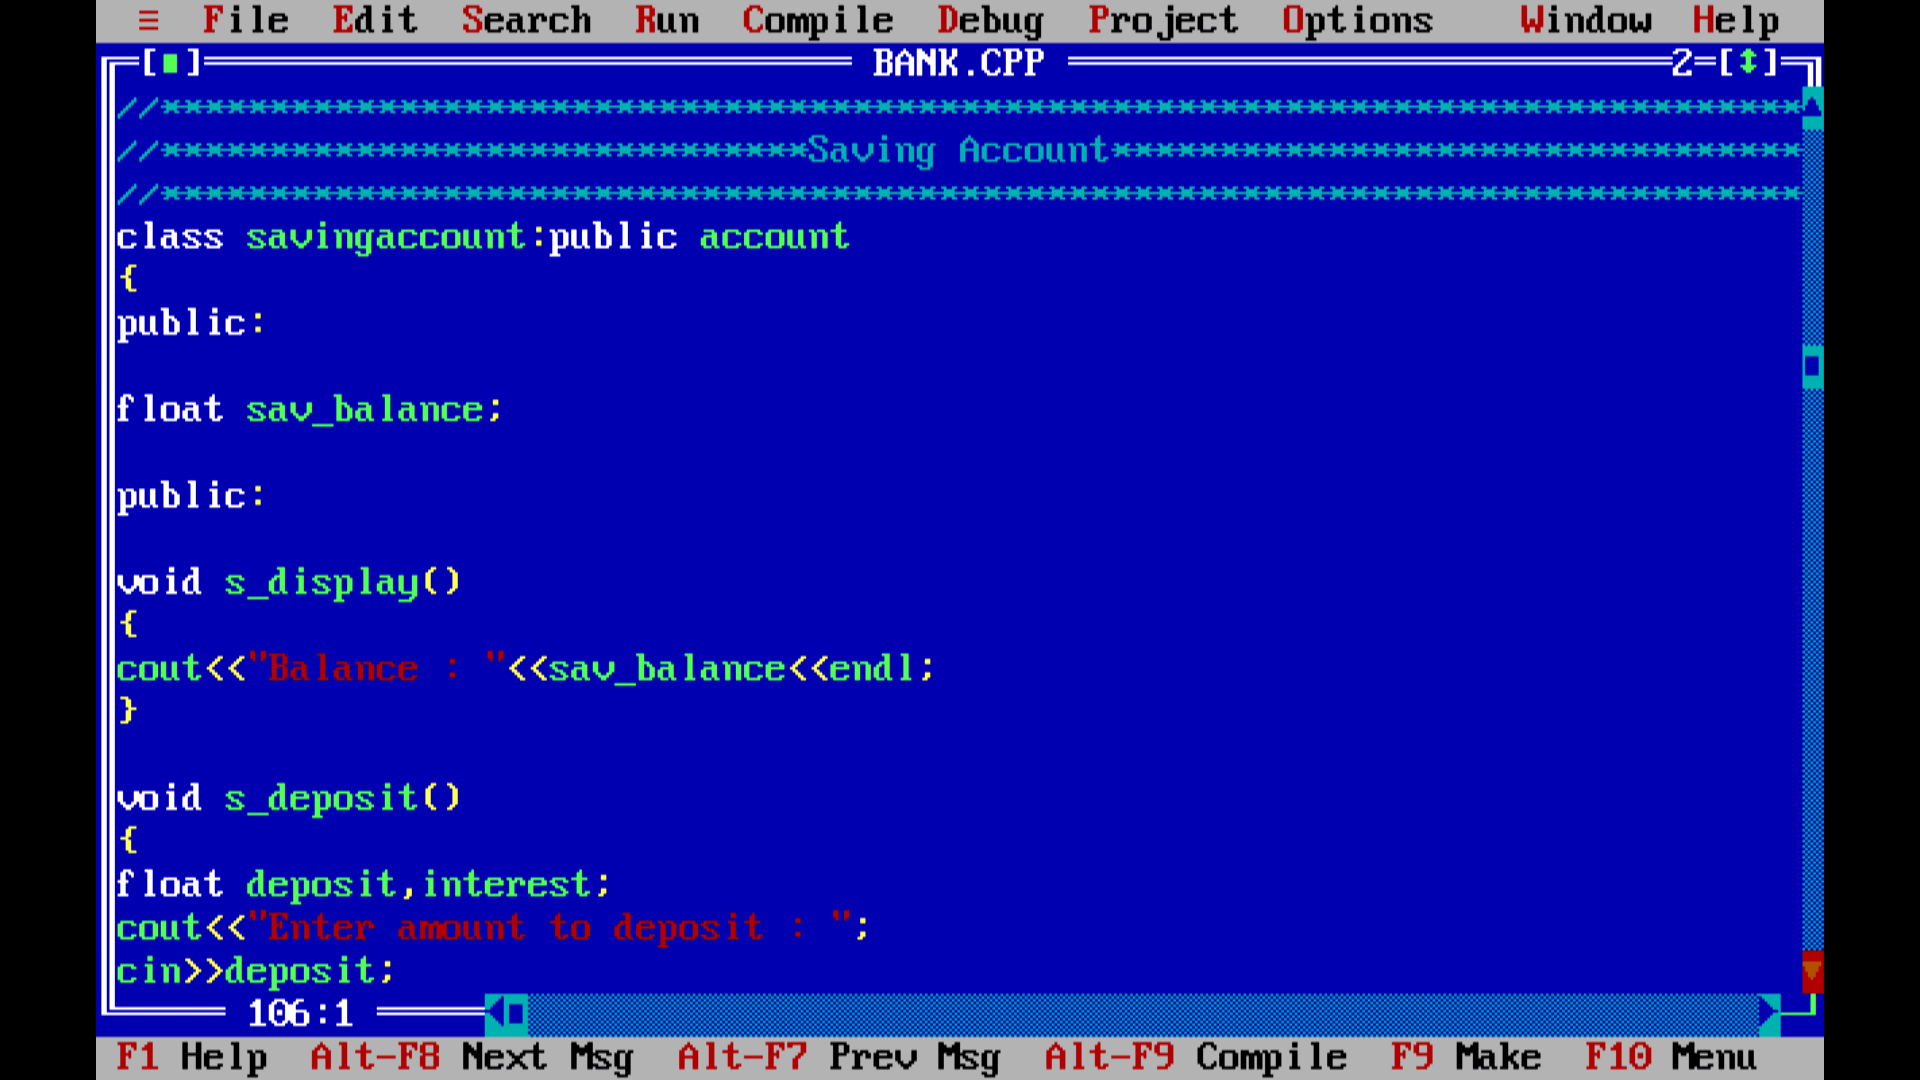 ≡ File Edit Search Run Compile Debug Project Options Window Help
[■] BANK.CPP 2=[↕]
//****************************************************************************
//******************************Saving Account********************************
//****************************************************************************
class savingaccount:public account
{
public:
float sav_balance;
public:
void s_display()
{
cout<<"Balance : "<<sav_balance<<endl;
}
void s_deposit()
{
float deposit,interest;
cout<<"Enter amount to deposit : ";
cin>>deposit;
106:1
F1 Help Alt-F8 Next Msg Alt-F7 Prev Msg Alt-F9 Compile F9 Make F10 Menu